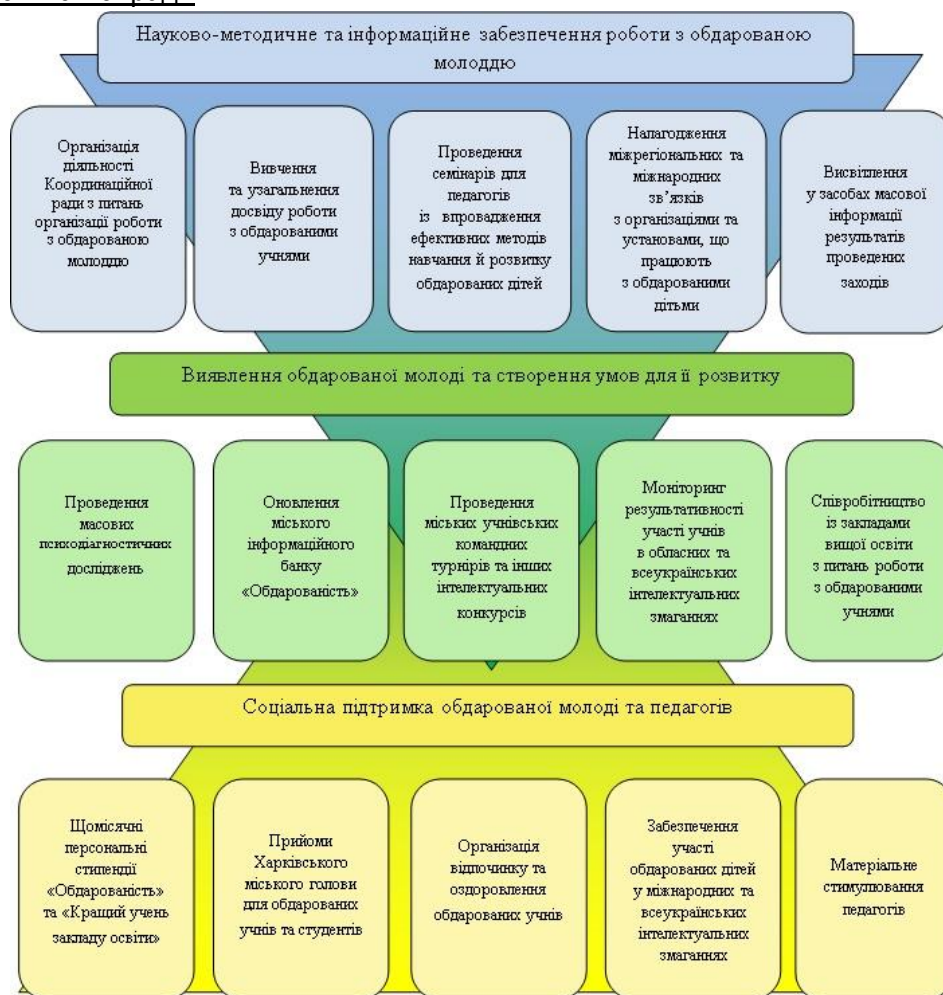 Науково-методичне та інформаційне забезпечення роботи з обдарованою
молоддю
Організація
діяльності
Координаційної
ради з питань
організації роботи
з обдарованою
молоддю
Вивчення
та узагальнення
досвіду роботи
з обдарованими
учнями
Проведення
семінарів для
педагогів
із впровадження
ефективних методів
навчання й розвитку
обдарованих дітей
Налагодження
міжрегіональних та
міжнародних
зв’язків
з організаціями та
установами, що
працюють
з обдарованими
дітьми
Висвітлення
у засобах масової
інформації
результатів
проведених
заходів
Виявлення обдарованої молоді та створення умов для її розвитку
Проведення
масових
психодіагностичних
досліджень
Оновлення
міського
інформаційного
банку
«Обдарованість»
Проведення
міських учнівських
командних
турнірів та інших
інтелектуальних
конкурсів
Моніторинг
результативності
участі учнів
в обласних та
всеукраїнських
інтелектуальних
змаганнях
Співробітництво
із закладами
вищої освіти
з питань роботи
з обдарованими
учнями
Соціальна підтримка обдарованої молоді та педагогів
Щомісячні
персональні
стипендії
«Обдарованість»
та «Кращий учень
закладу освіти»
Прийоми
Харківського
міського голови
для обдарованих
учнів та студентів
Організація
відпочинку та
оздоровлення
обдарованих учнів
Забезпечення
участі
обдарованих дітей
у міжнародних та
всеукраїнських
інтелектуальних
змаганнях
Матеріальне
стимулювання
педагогів